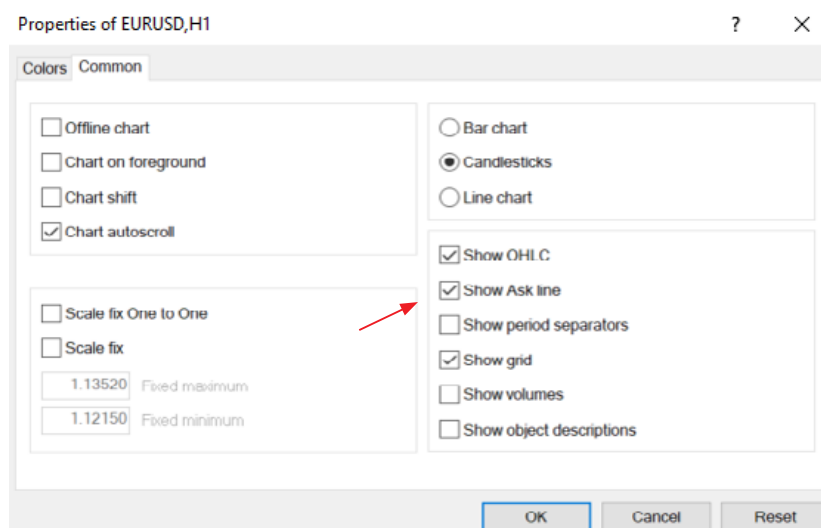 Properties of EURUSD,H1
?
Colors
Common
Offline chart
Chart on foreground
Chart shift
Chart autoscroll
Scale fix One to One
Scale fix
1.13520 Fixed maximum
1.12150 Fixed minimum
Bar chart
Candlesticks
Line chart
Show OHLC
Show Ask line
Show period separators
Show grid
Show volumes
Show object descriptions
OK
Cancel
Reset